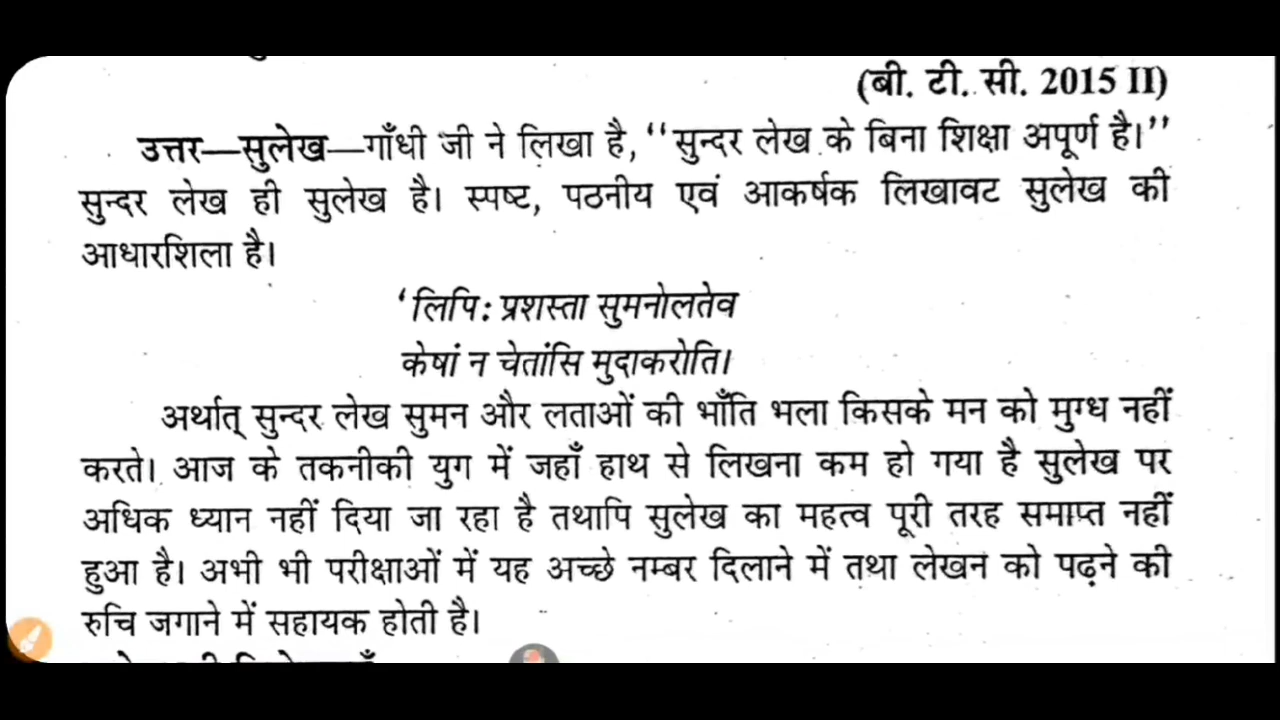 (बी. टी. सी. 2015 II)
उत्तर—सुलेख—गाँधी जी ने लिखा है, “सुन्दर लेख के बिना शिक्षा अपूर्ण है।”
सुन्दर लेख ही सुलेख है। स्पष्ट, पठनीय एवं आकर्षक लिखावट सुलेख की
आधारशिला है।
‘लिपि: प्रशस्ता सुमनोलतेव
केषां न चेतांसि मुदाकरोति।
अर्थात् सुन्दर लेख सुमन और लताओं की भाँति भला किसके मन को मुग्ध नहीं
करते। आज के तकनीकी युग में जहाँ हाथ से लिखना कम हो गया है सुलेख पर
अधिक ध्यान नहीं दिया जा रहा है तथापि सुलेख का महत्व पूरी तरह समाप्त नहीं
हुआ है। अभी भी परीक्षाओं में यह अच्छे नम्बर दिलाने में तथा लेखन को पढ़ने की
रुचि जगाने में सहायक होती है।